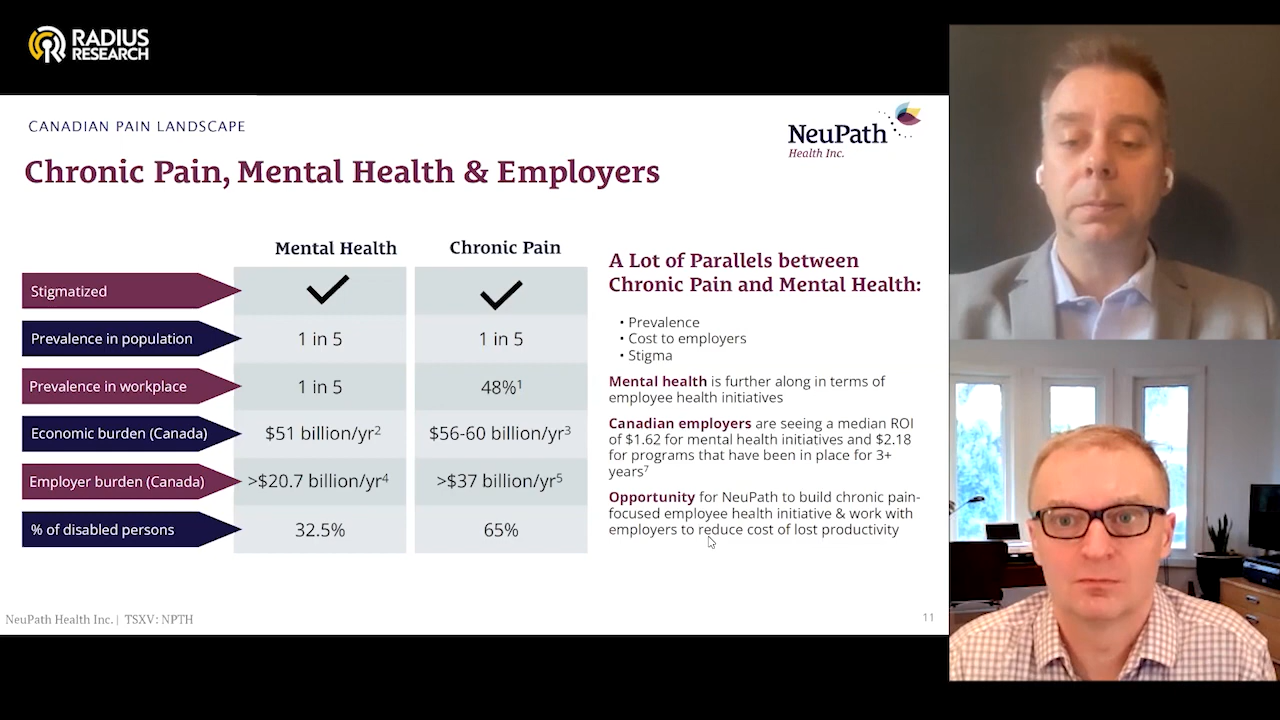 RADIUS
RESEARCH
CANADIAN PAIN LANDSCAPE
NeuPath
Health Inc.
Chronic Pain, Mental Health & Employers
Mental Health Chronic Pain
Stigmatized
Prevalence in population 1 in 5 1 in 5
Prevalence in workplace 1 in 5 48%¹
Economic burden (Canada) $51 billion/yr² $56-60 billion/yr³
Employer burden (Canada) >$20.7 billion/yr⁴ >$37 billion/yr⁵
% of disabled persons 32.5% 65%
A Lot of Parallels between
Chronic Pain and Mental Health:
• Prevalence
• Cost to employers
• Stigma
Mental health is further along in terms of
employee health initiatives
Canadian employers are seeing a median ROI
of $1.62 for mental health initiatives and $2.18
for programs that have been in place for 3+
years⁷
Opportunity for NeuPath to build chronic pain-
focused employee health initiative & work with
employers to reduce cost of lost productivity
NeuPath Health Inc. | TSXV: NPTH
11